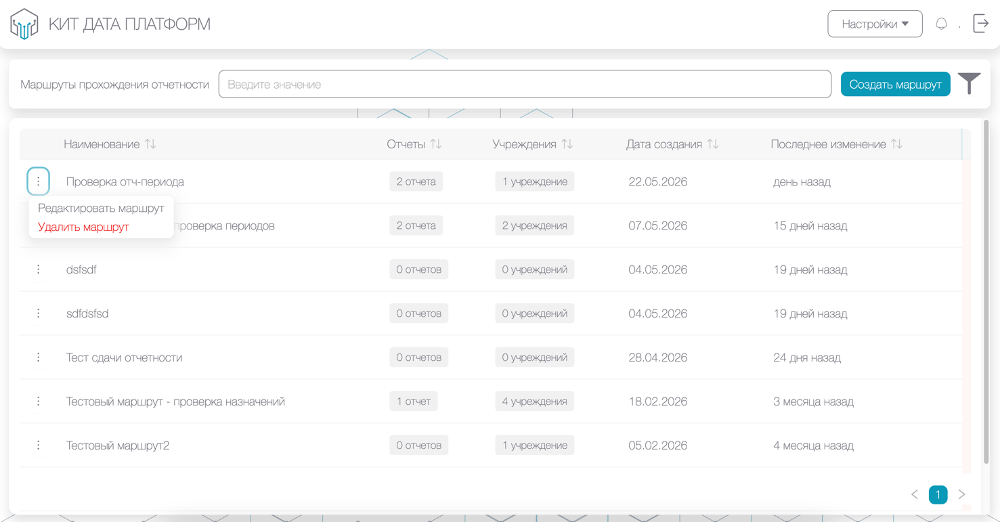 КИТ ДАТА ПЛАТФОРМ
Настройки
Маршруты прохождения отчетности
Введите значение
Создать маршрут
Наименование Отчеты Учреждения Дата создания Последнее изменение
Проверка отч-периода 2 отчета 1 учреждение 22.05.2026 день назад
Редактировать маршрут
Удалить маршрут
проверка периодов 2 отчета 2 учреждения 07.05.2026 15 дней назад
dsfsdf 0 отчетов 0 учреждений 04.05.2026 19 дней назад
sdfdsfsd 0 отчетов 0 учреждений 04.05.2026 19 дней назад
Тест сдачи отчетности 0 отчетов 0 учреждений 28.04.2026 24 дня назад
Тестовый маршрут - проверка назначений 1 отчет 4 учреждения 18.02.2026 3 месяца назад
Тестовый маршрут2 0 отчетов 1 учреждение 05.02.2026 4 месяца назад
1